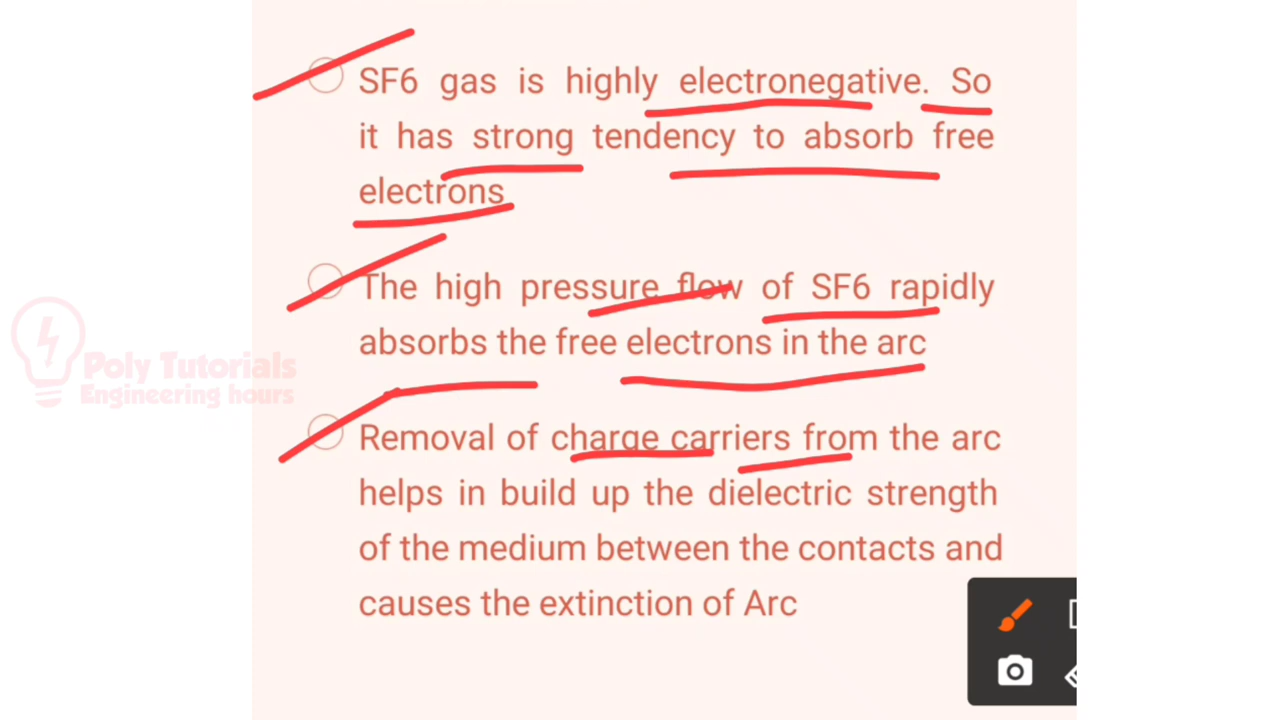 SF6 gas is highly electronegative. So
it has strong tendency to absorb free
electrons
The high pressure flow of SF6 rapidly
absorbs the free electrons in the arc
Poly Tutorials
Engineering hours
Removal of charge carriers from the arc
helps in build up the dielectric strength
of the medium between the contacts and
causes the extinction of Arc